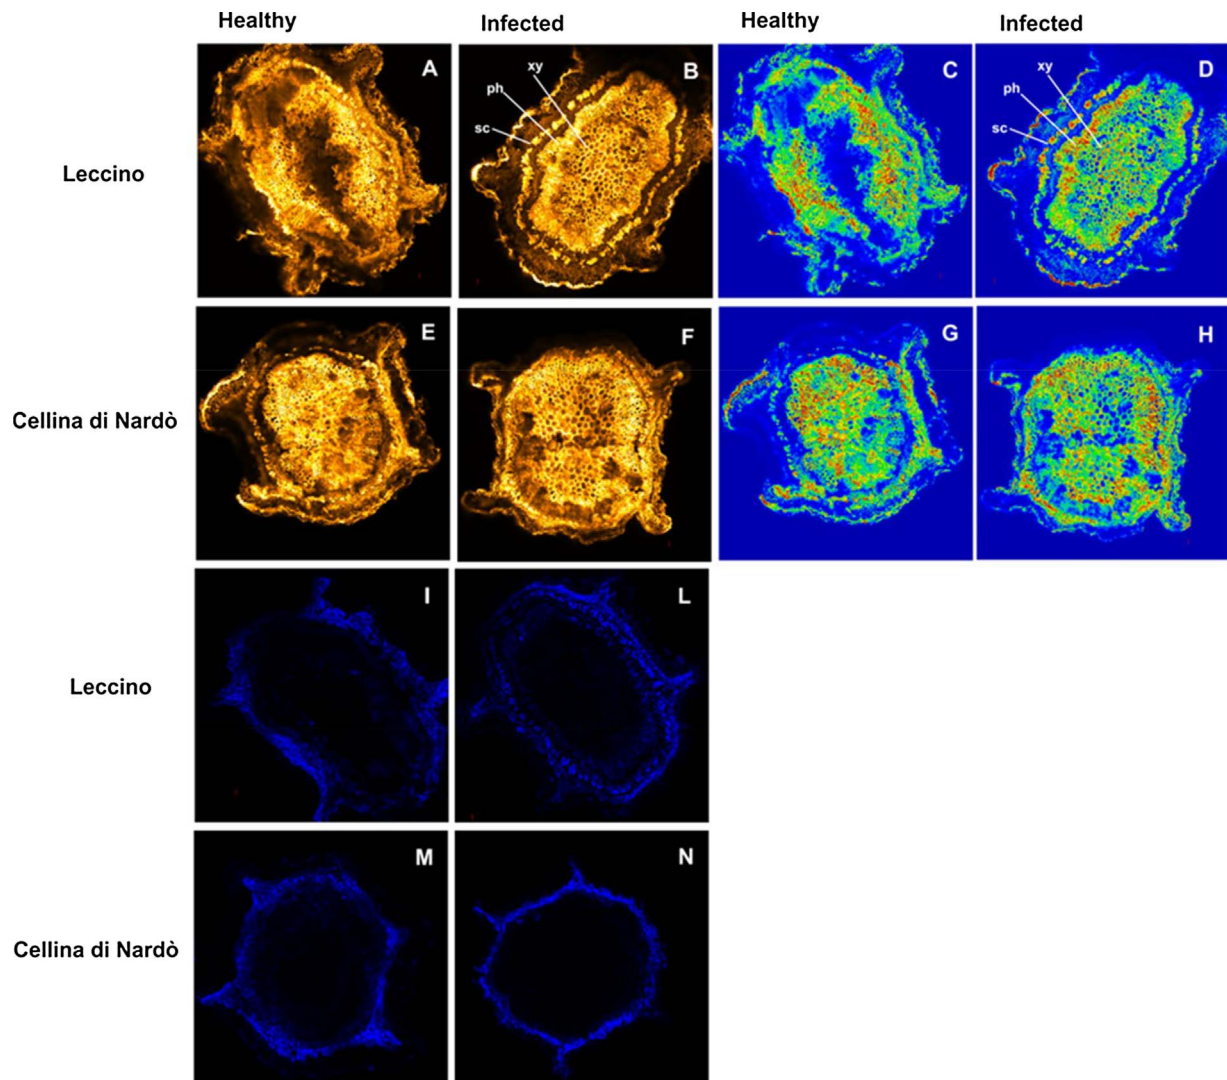 Healthy
Infected
Healthy
Infected
Leccino
A
B
xy
ph
sc
C
D
xy
ph
sc
Cellina di Nardò
E
F
G
H
Leccino
I
L
Cellina di Nardò
M
N